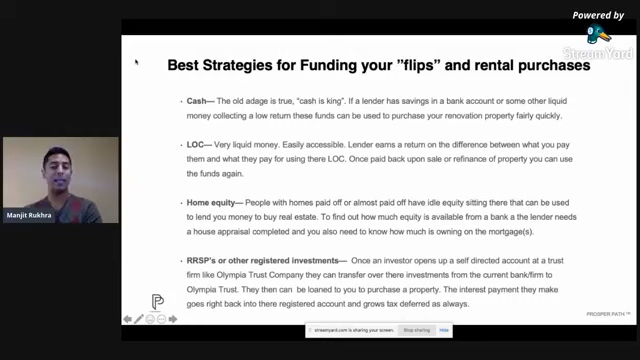 Powered by
StreamYard
Best Strategies for Funding your "flips" and rental purchases
• Cash— The old adage is true, "cash is king". If a lender has savings in a bank account or some other liquid
money collecting a low return these funds can be used to purchase your renovation property fairly quickly.
• LOC— Very liquid money. Easily accessible. Lender earns a return on the difference between what you pay
them and what they pay for using there LOC. Once paid back upon sale or refinance of property you can use
the funds again.
• Home equity— People with homes paid off or almost paid off have idle equity sitting there that can be used
to lend you money to buy real estate. To find out how much equity is available from a bank a the lender needs
a house appraisal completed and you also need to know how much is owning on the mortgage(s).
• RRSP's or other registered investments— Once an investor opens up a self directed account at a trust
firm like Olympia Trust Company they can transfer over there investments from the current bank/firm to
Olympia Trust. They then can be loaned to you to purchase a property. The interest payment they make
goes right back into there registered account and grows tax deferred as always.
Manjit Rukhra
PROSPER PATH ™
streamyard.com is sharing your screen.
Stop sharing
Hide